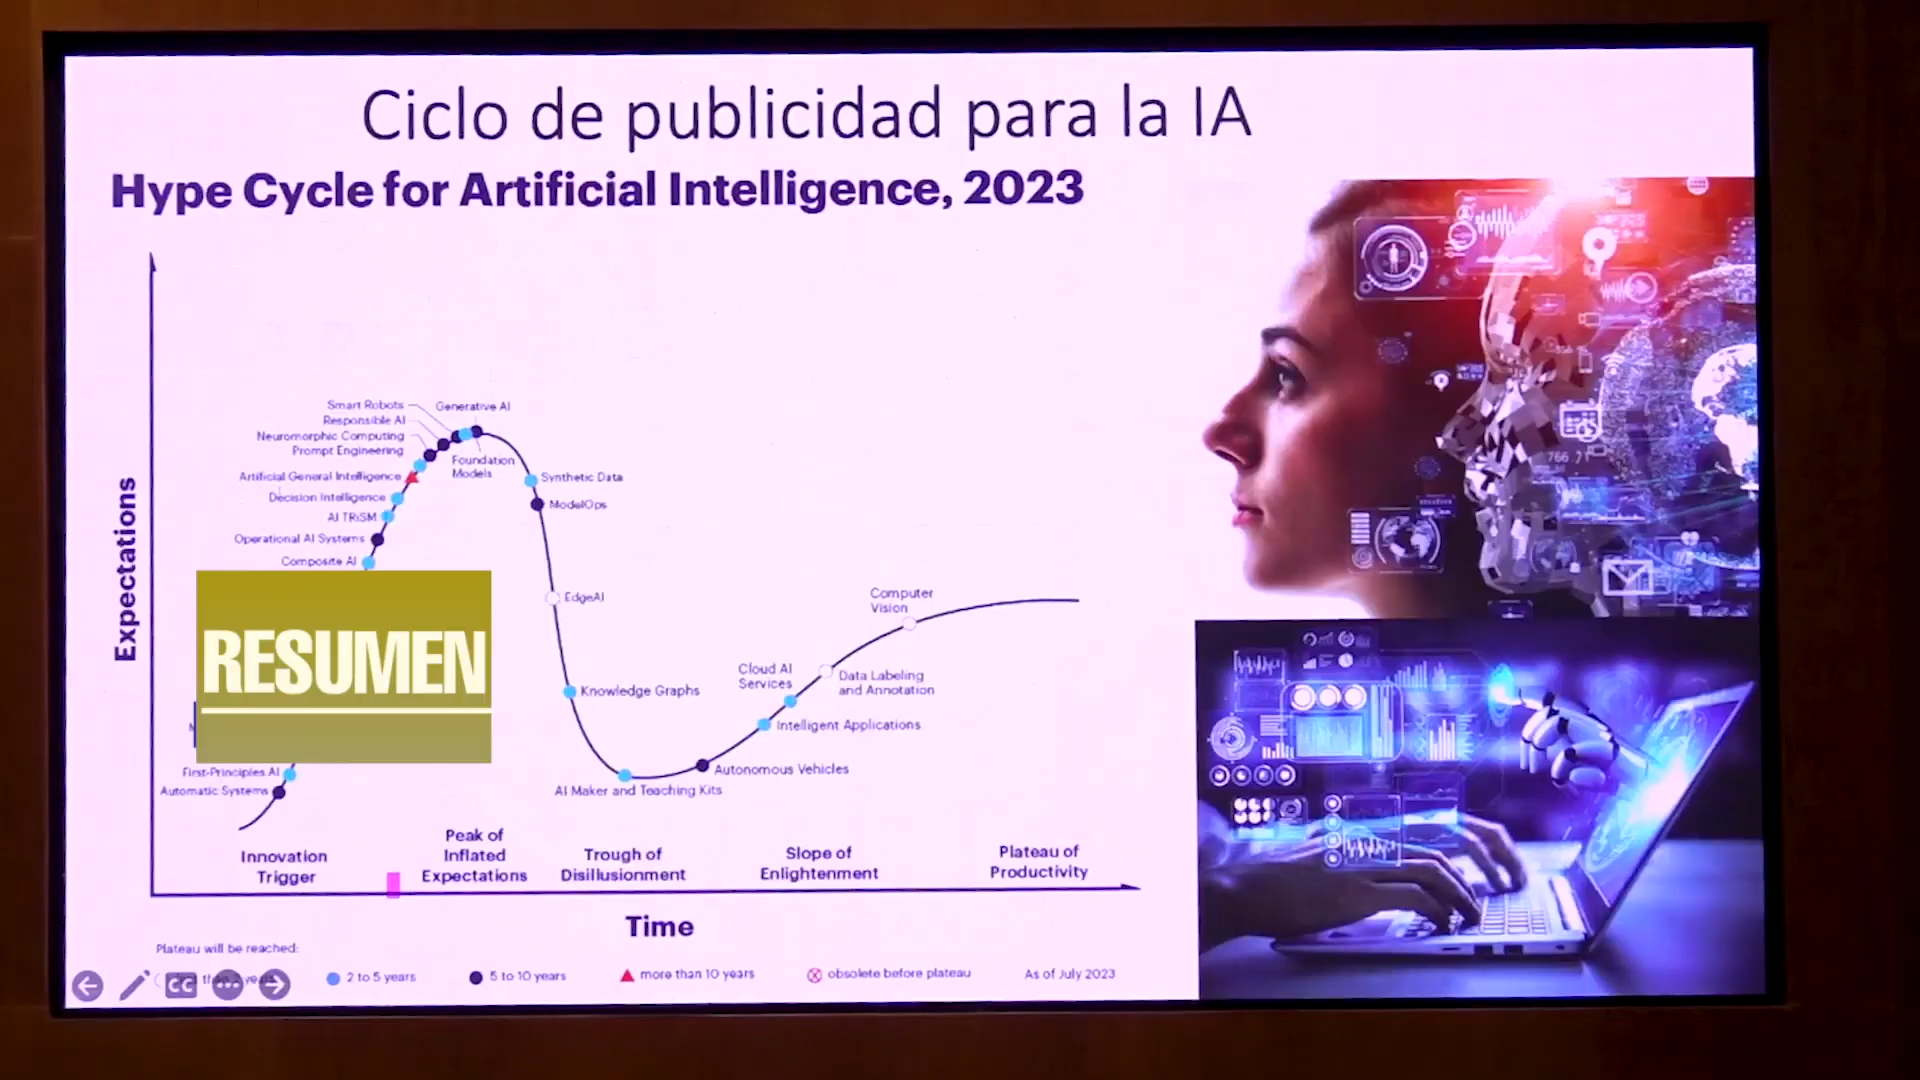 Ciclo de publicidad para la IA
Hype Cycle for Artificial Intelligence, 2023
Expectations
Smart Robots
Generative AI
Responsible AI
Neuromorphic Computing
Prompt Engineering
Foundation
Models
Artificial General Intelligence
Synthetic Data
Decision Intelligence
ModelOps
AI TRiSM
Operational AI Systems
Composite AI
RESUMEN
EdgeAI
Computer
Vision
Cloud AI
Services
Data Labeling
and Annotation
Knowledge Graphs
Intelligent Applications
First-Principles AI
Autonomous Vehicles
Automatic Systems
AI Maker and Teaching Kits
Innovation
Trigger
Peak of
Inflated
Expectations
Trough of
Disillusionment
Slope of
Enlightenment
Plateau of
Productivity
Time
Plateau will be reached:
2 to 5 years
5 to 10 years
more than 10 years
obsolete before plateau
As of July 2023
CC